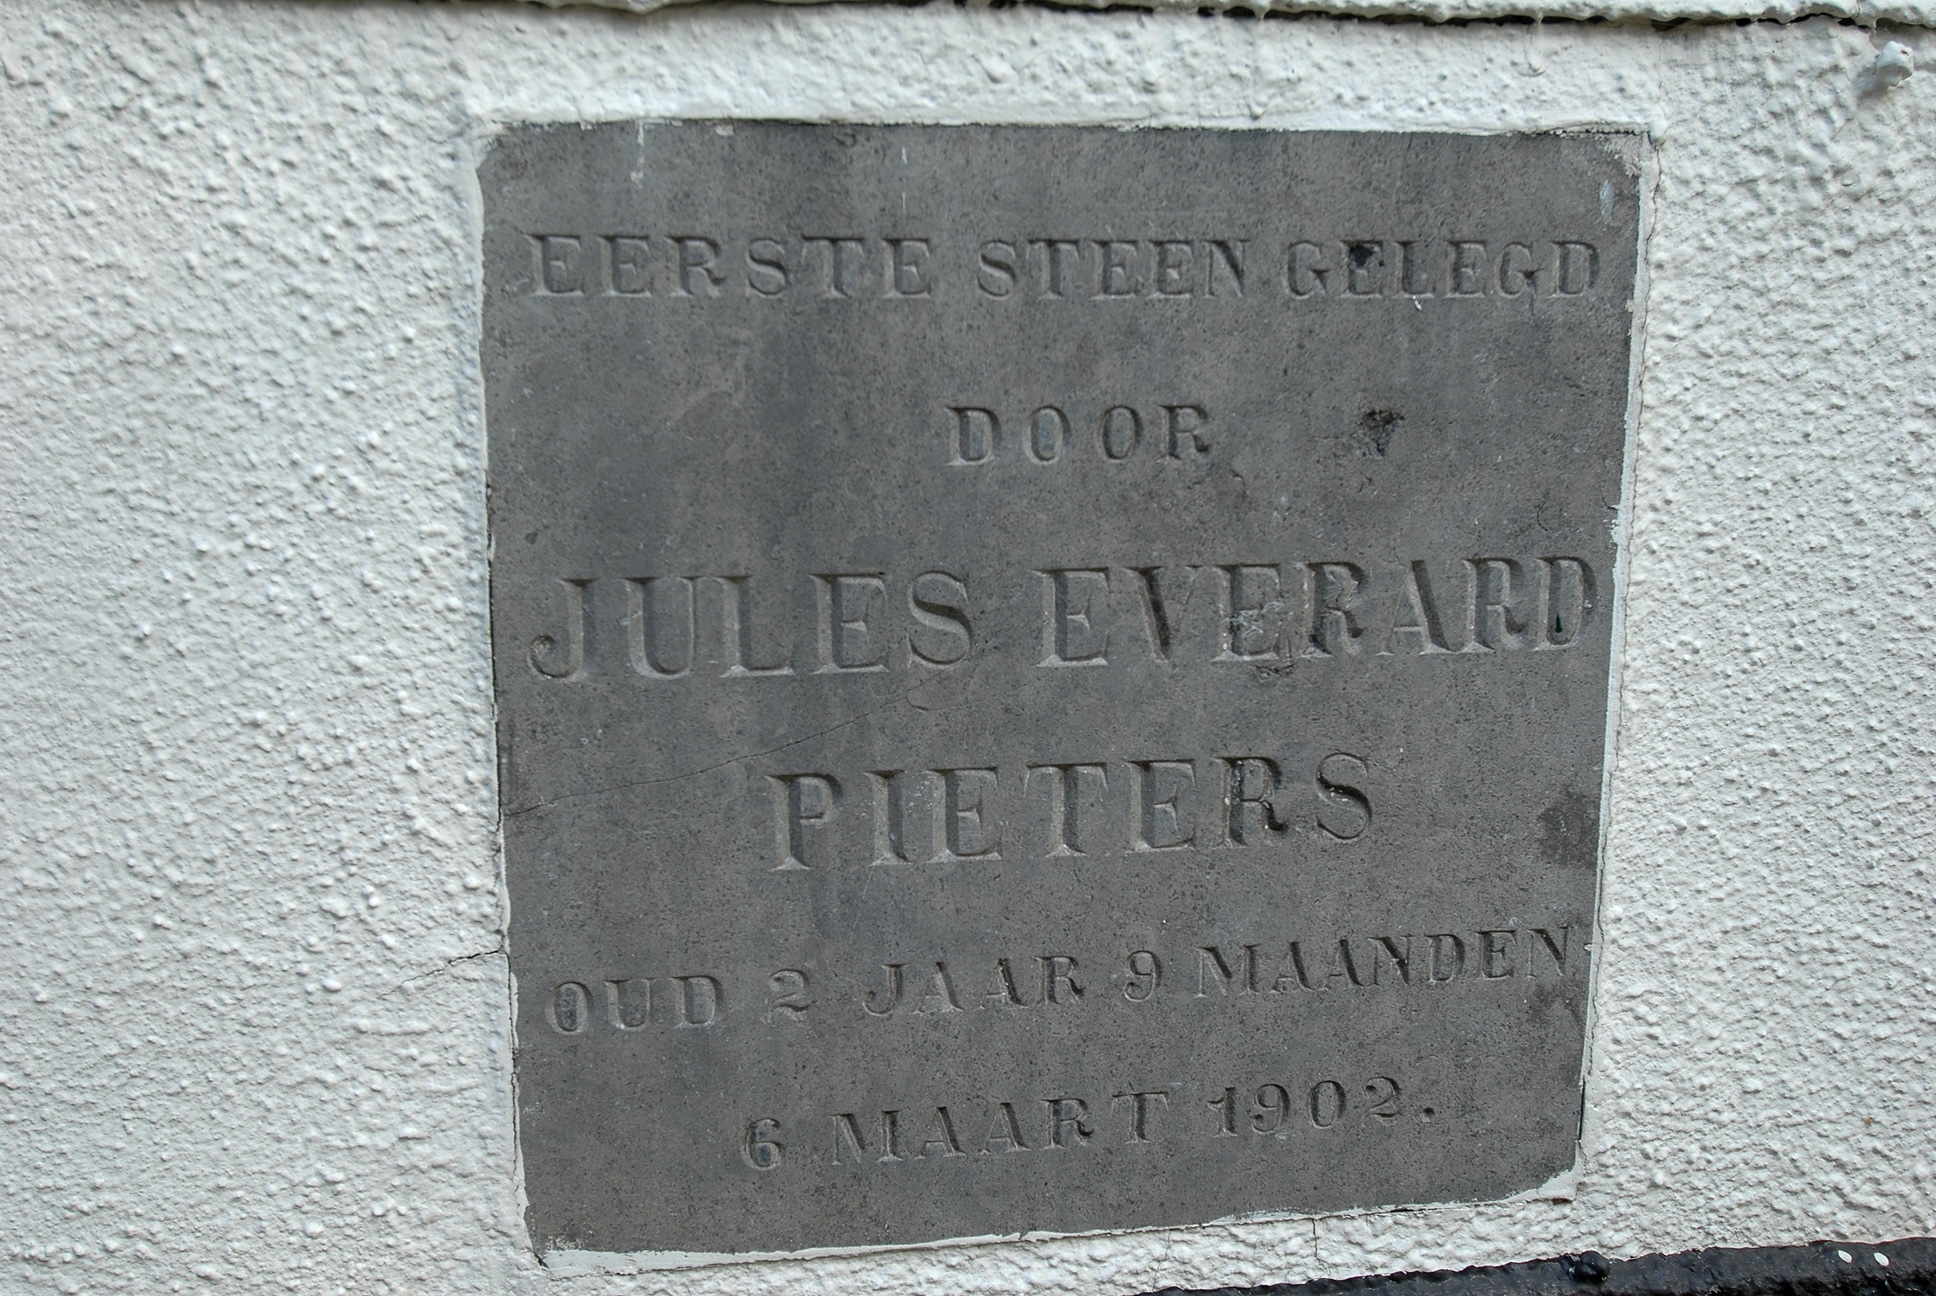 EERSTE STEEN GELEGD
DOOR
JULES EVERARD
PIETERS
OUD 2 JAAR 9 MAANDEN
6 MAART 1902.